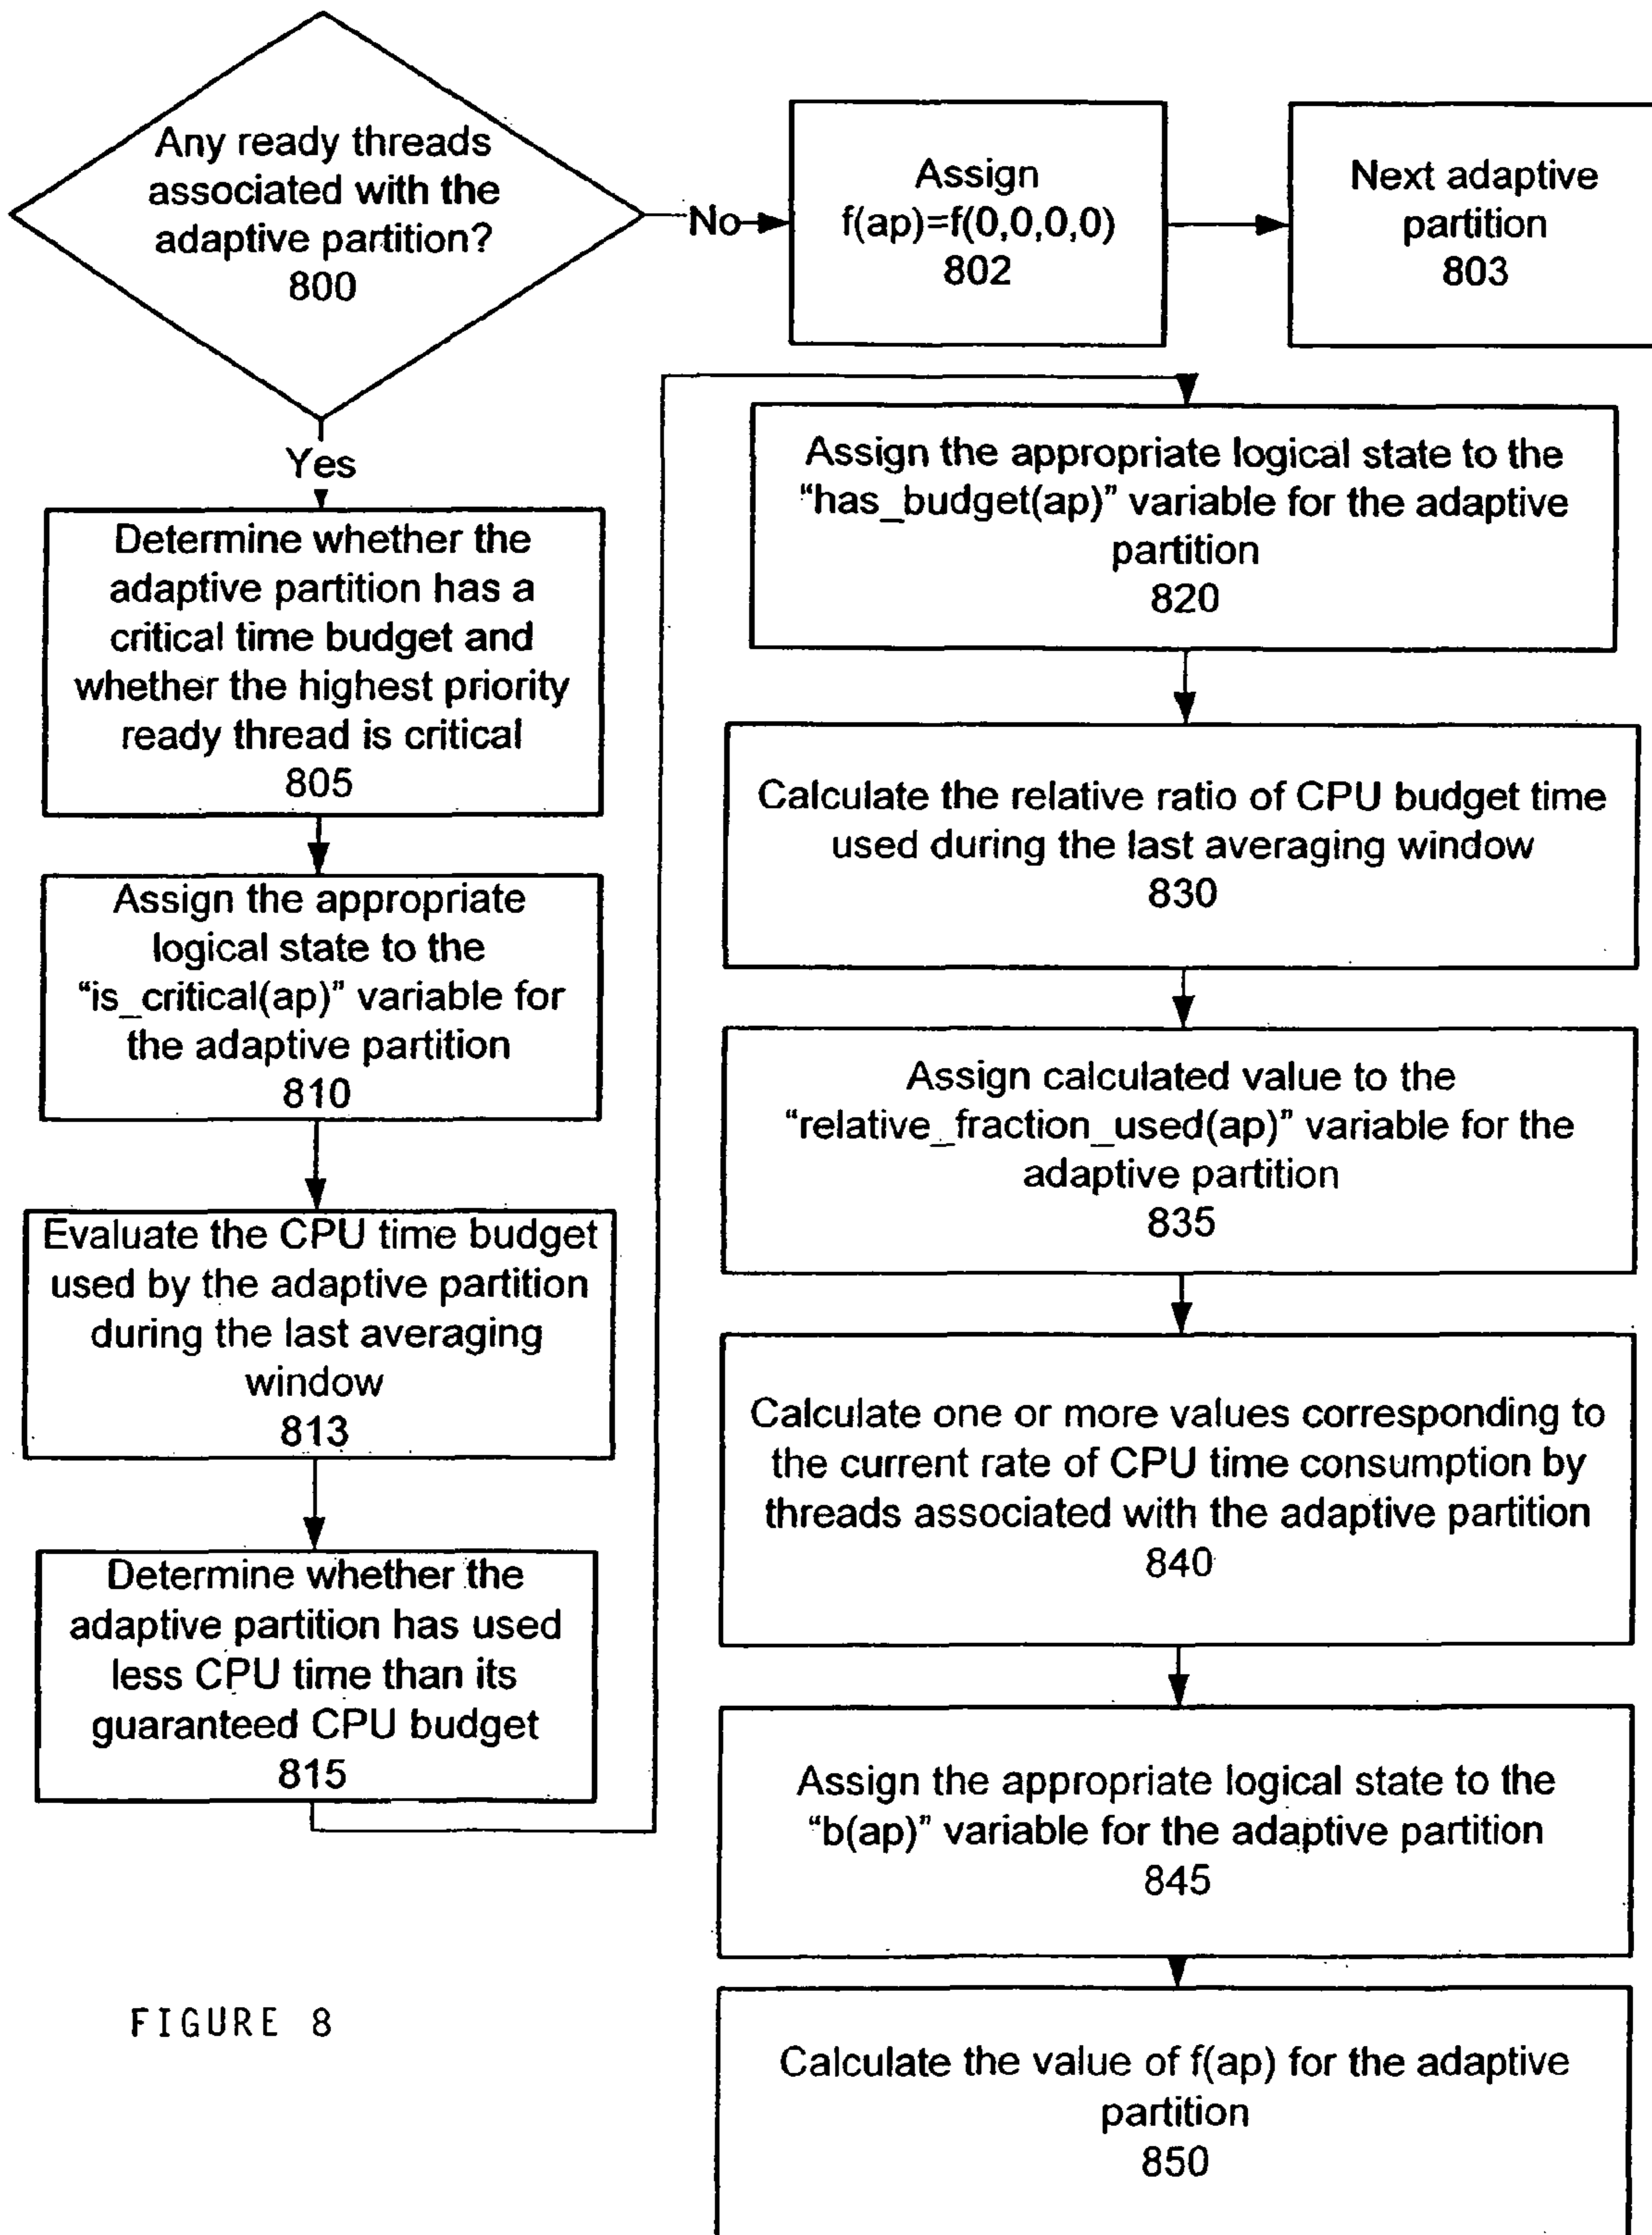 Any ready threads
associated with the
adaptive partition?
800
No
Assign
f(ap)=f(0,0,0,0)
802
Next adaptive
partition
803
Yes
Determine whether the
adaptive partition has a
critical time budget and
whether the highest priority
ready thread is critical
805
Assign the appropriate
logical state to the
“is_critical(ap)” variable for
the adaptive partition
810
Evaluate the CPU time budget
used by the adaptive partition
during the last averaging
window
813
Determine whether the
adaptive partition has used
less CPU time than its
guaranteed CPU budget
815
Assign the appropriate logical state to the
“has_budget(ap)” variable for the adaptive
partition
820
Calculate the relative ratio of CPU budget time
used during the last averaging window
830
Assign calculated value to the
“relative_fraction_used(ap)” variable for the
adaptive partition
835
Calculate one or more values corresponding to
the current rate of CPU time consumption by
threads associated with the adaptive partition
840
Assign the appropriate logical state to the
“b(ap)” variable for the adaptive partition
845
Calculate the value of f(ap) for the adaptive
partition
850
FIGURE 8